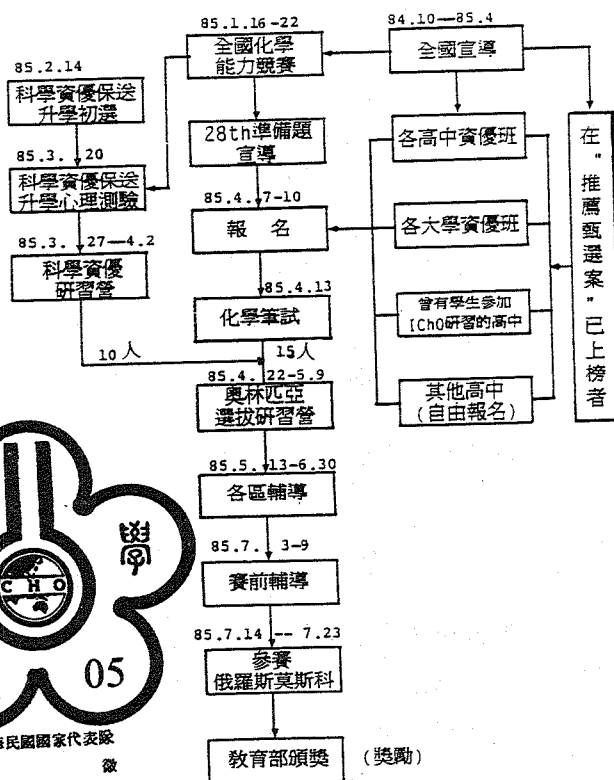 85.1.16-22
全國化學
能力競賽
84.10—85.4
全國宣導
85.2.14
科學資優保送
升學初選
28th準備題
宣導
各高中資優班
在"推薦甄選案"已上榜者
85.3. 20
科學資優保送
升學心理測驗
85.4. 7-10
報 名
各大學資優班
85.3. 27—4.2
科學資優
研習營
85.4.13
化學筆試
曾有學生參加
IChO研習的高中
10人
15人
85.4. 22-5.9
奧林匹亞
選拔研習營
其他高中
(自由報名)
85.5. 13-6.30
各區輔導
85.7. 3-9
賽前輔導
85.7.14 -- 7.23
參賽
俄羅斯莫斯科
教育部頒獎 (獎勵)
學
CHO
05
民國國家代表隊
徽